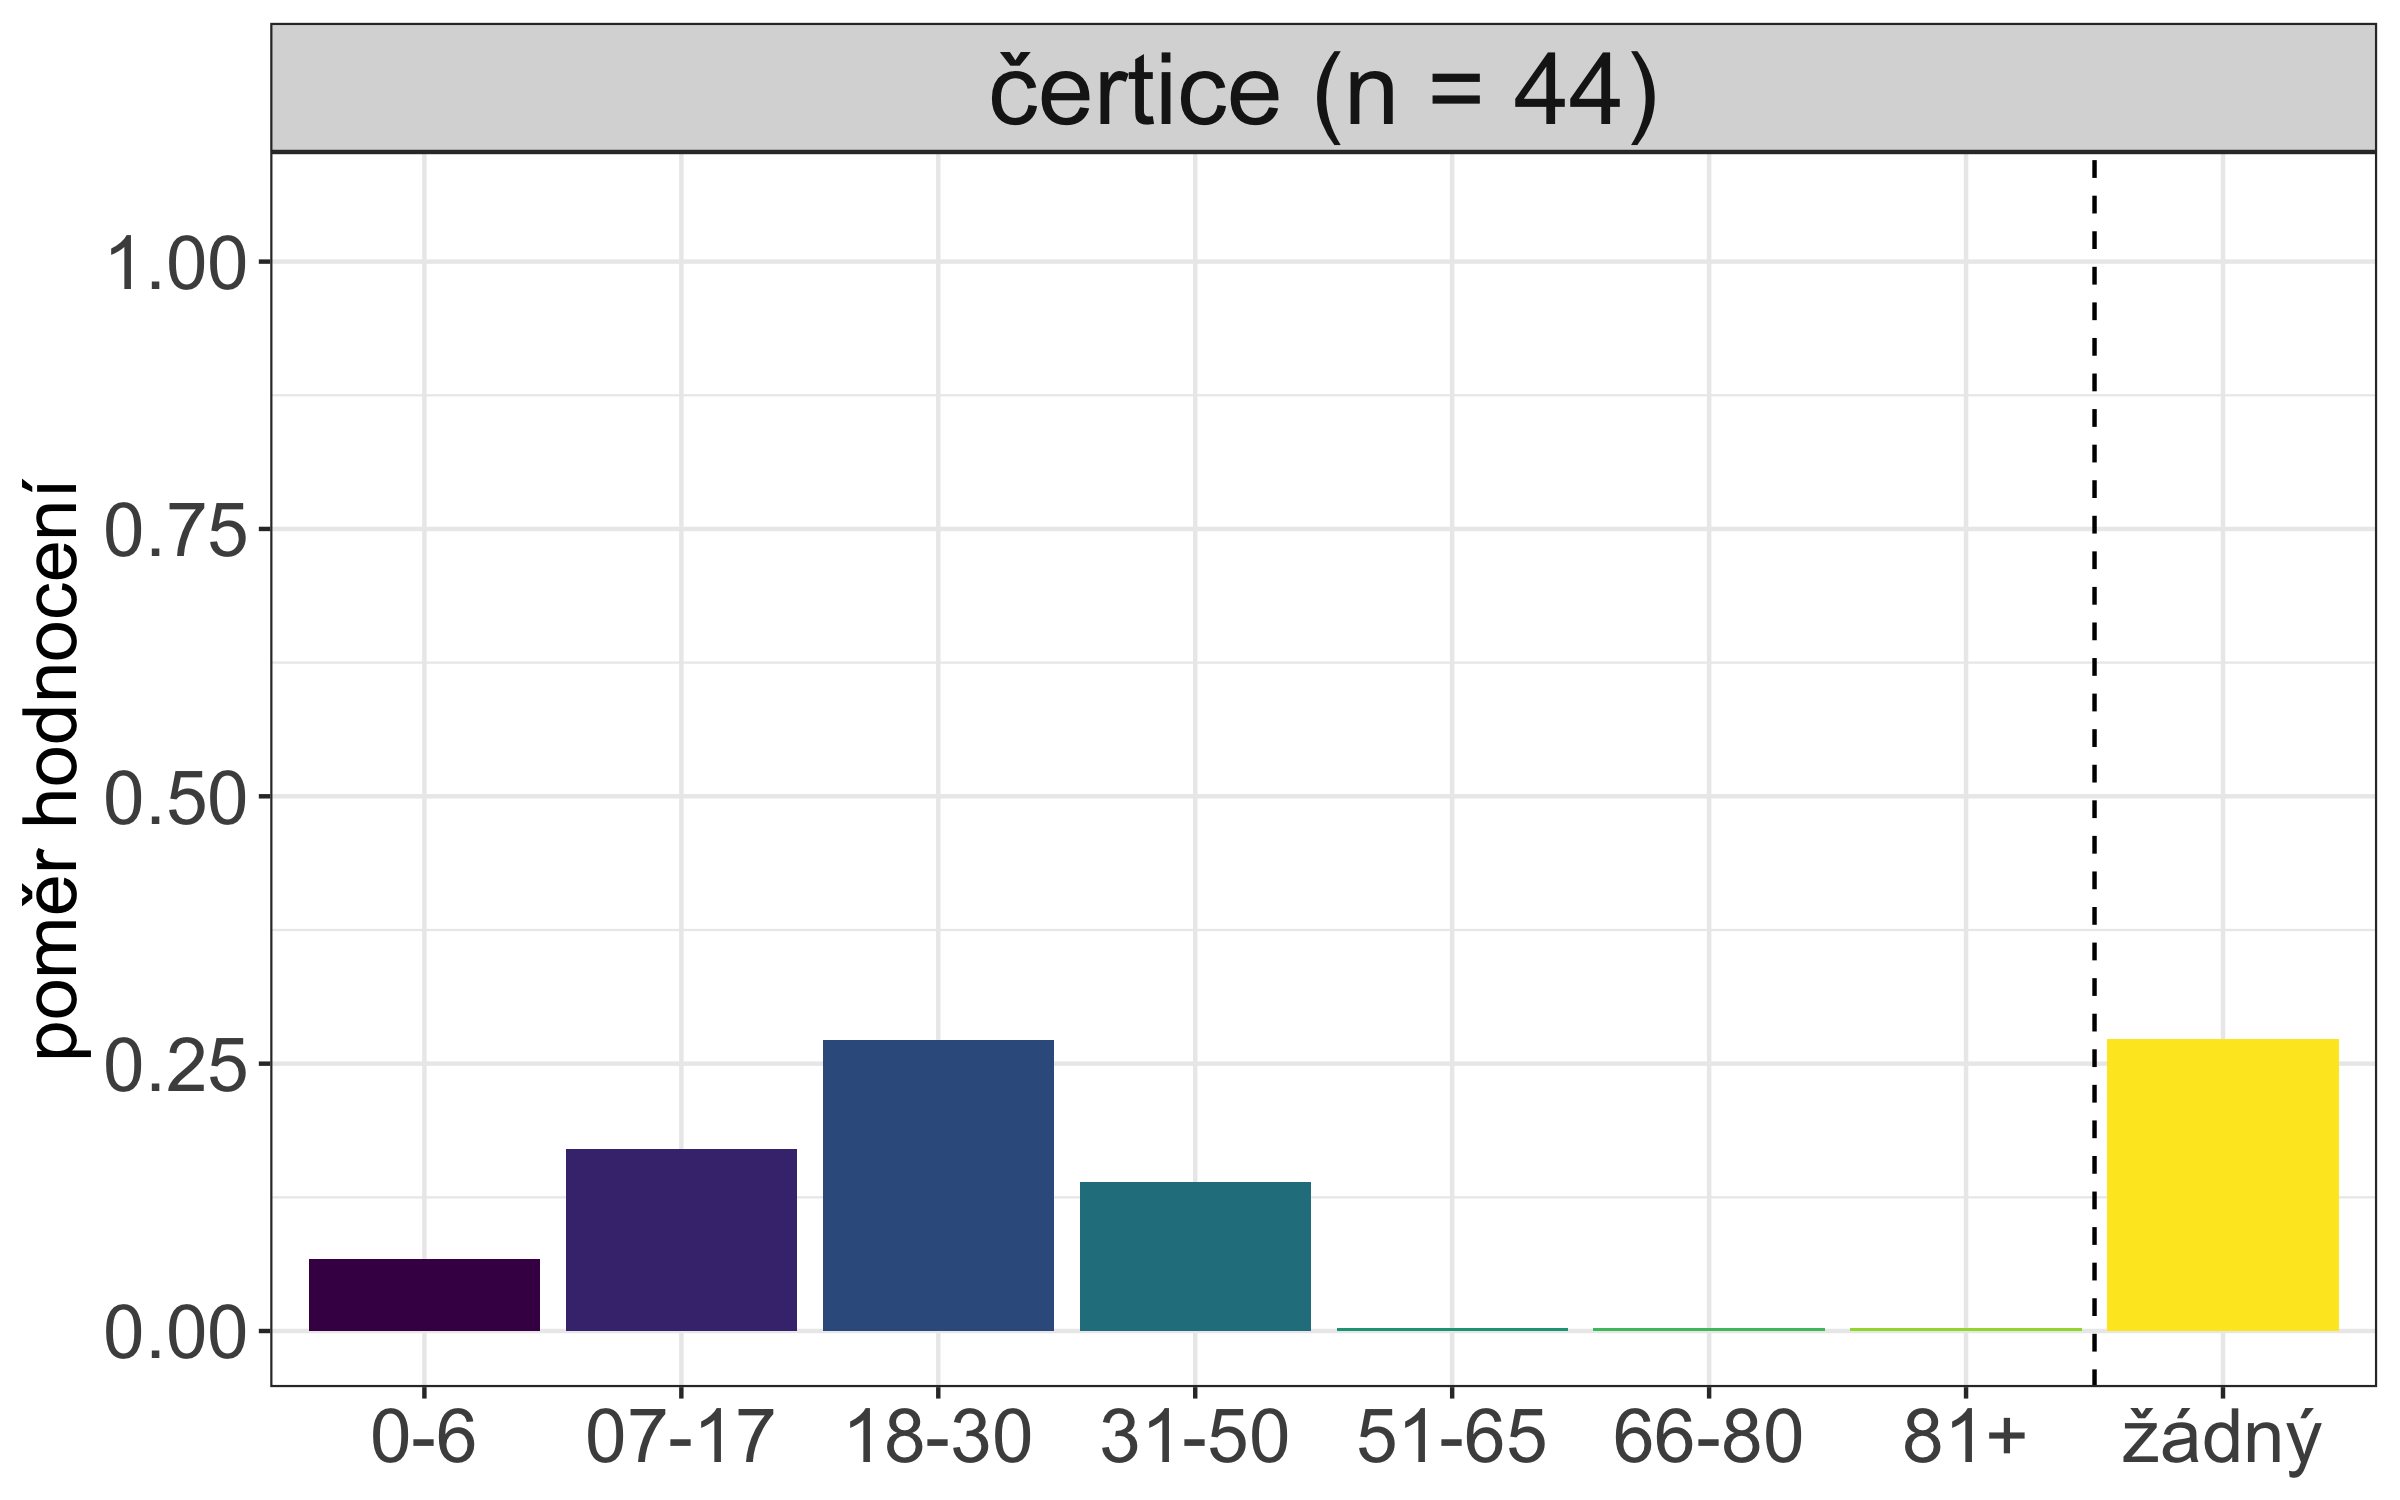 čertice (n = 44)
poměr hodnocení
1.00
0.75
0.50
0.25
0.00
0-6 07-17 18-30 31-50 51-65 66-80 81+ žádný